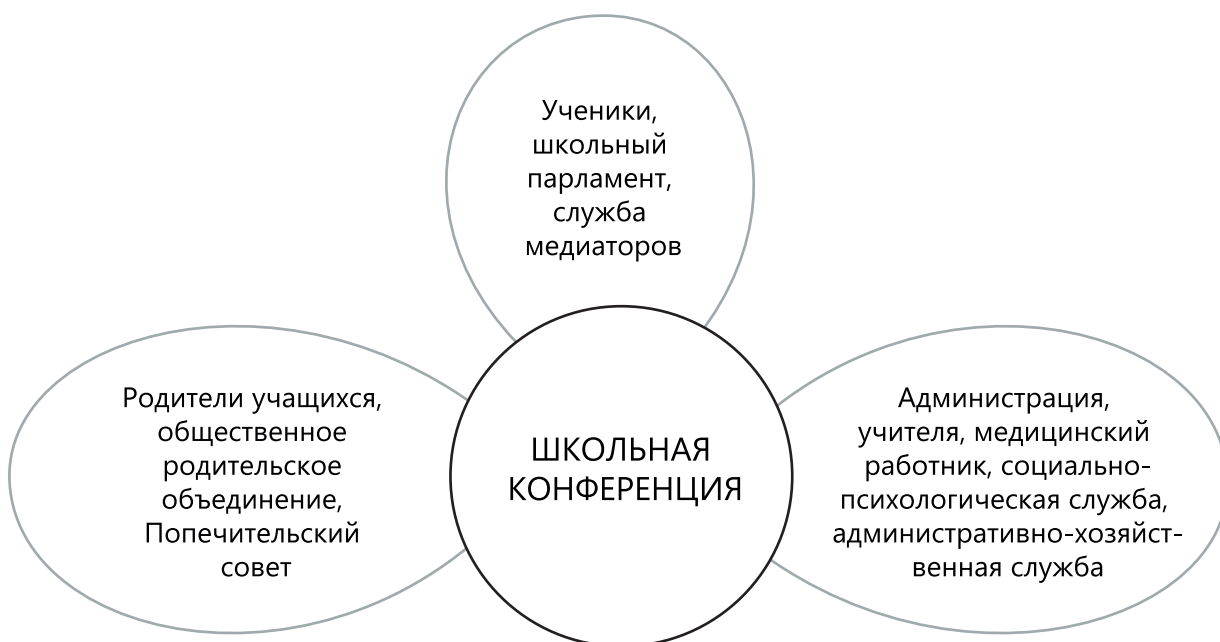 Ученики,
школьный
парламент,
служба
медиаторов
Родители учащихся,
общественное
родительское
объединение,
Попечительский
совет
ШКОЛЬНАЯ
КОНФЕРЕНЦИЯ
Администрация,
учителя, медицинский
работник, социально-
психологическая служба,
административно-хозяйст-
венная служба